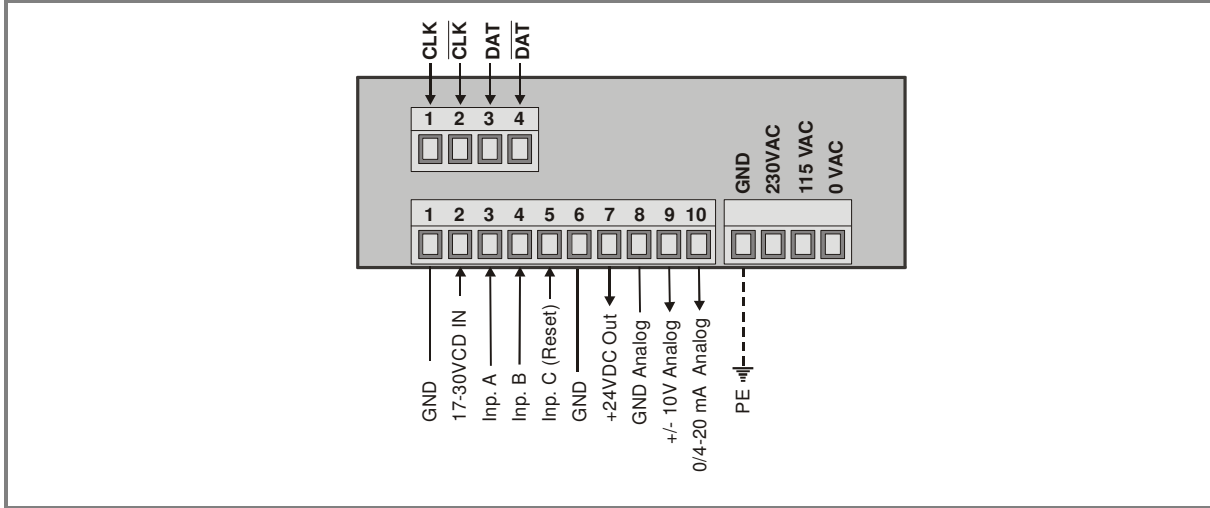 CLK
C̅L̅K̅
DAT
D̅A̅T̅
1 2 3 4
GND
230VAC
115 VAC
0 VAC
1 2 3 4 5 6 7 8 9 10
GND
17-30VCD IN
Inp. A
Inp. B
Inp. C (Reset)
GND
+24VDC Out
GND Analog
+/- 10V Analog
0/4-20 mA Analog
PE